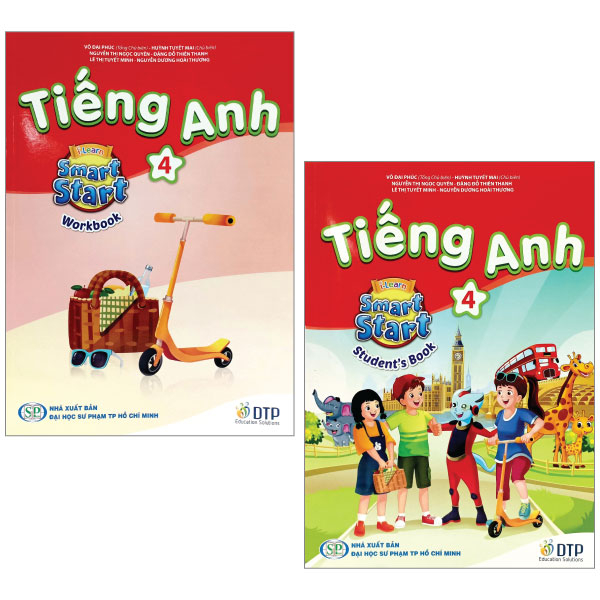 VÕ ĐẠI PHÚC (Tổng Chủ biên) - HUỲNH TUYẾT MAI (Chủ biên)
NGUYỄN THỊ NGỌC QUYÊN - ĐẶNG ĐỖ THIÊN THANH
LÊ THỊ TUYẾT MINH - NGUYỄN DƯƠNG HOÀI THƯƠNG
Tiếng Anh
4
i-Learn
Smart
Start
Workbook
SP
NHÀ XUẤT BẢN
ĐẠI HỌC SƯ PHẠM TP HỒ CHÍ MINH
DTP
Education Solutions
VÕ ĐẠI PHÚC (Tổng Chủ biên) - HUỲNH TUYẾT MAI (Chủ biên)
NGUYỄN THỊ NGỌC QUYÊN - ĐẶNG ĐỖ THIÊN THANH
LÊ THỊ TUYẾT MINH - NGUYỄN DƯƠNG HOÀI THƯƠNG
Tiếng Anh
4
i-Learn
Smart
Start
Student's Book
SP
NHÀ XUẤT BẢN
ĐẠI HỌC SƯ PHẠM TP HỒ CHÍ MINH
DTP
Education Solutions